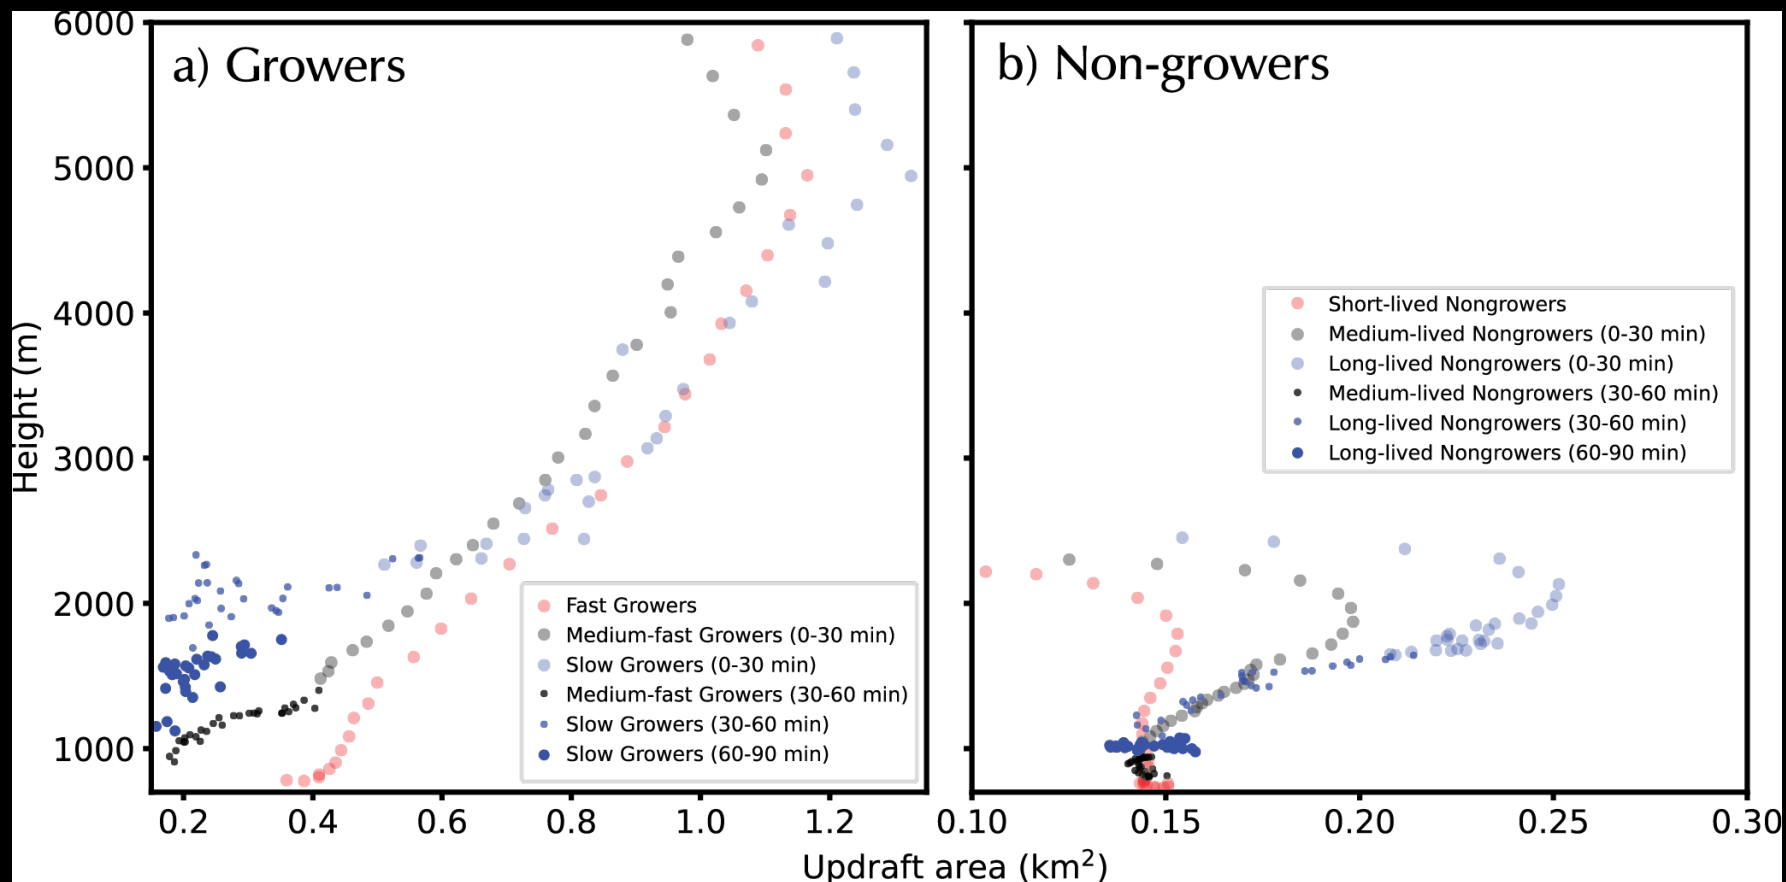 a) Growers
b) Non-growers
6000
5000
4000
3000
2000
1000
Height (m)
Fast Growers
Medium-fast Growers (0-30 min)
Slow Growers (0-30 min)
Medium-fast Growers (30-60 min)
Slow Growers (30-60 min)
Slow Growers (60-90 min)
Short-lived Nongrowers
Medium-lived Nongrowers (0-30 min)
Long-lived Nongrowers (0-30 min)
Medium-lived Nongrowers (30-60 min)
Long-lived Nongrowers (30-60 min)
Long-lived Nongrowers (60-90 min)
0.2 0.4 0.6 0.8 1.0 1.2
0.10 0.15 0.20 0.25 0.30
Updraft area (km²)